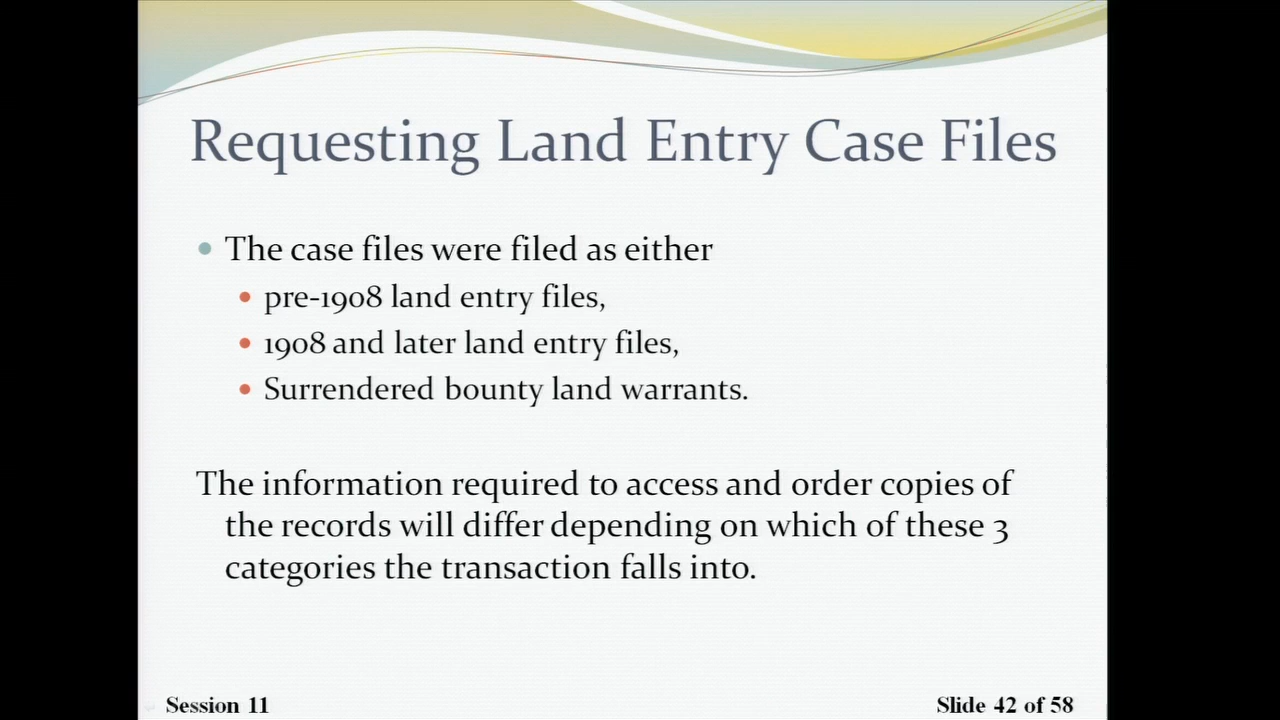 Requesting Land Entry Case Files
The case files were filed as either
pre-1908 land entry files,
1908 and later land entry files,
Surrendered bounty land warrants.
The information required to access and order copies of
the records will differ depending on which of these 3
categories the transaction falls into.
Session 11
Slide 42 of 58